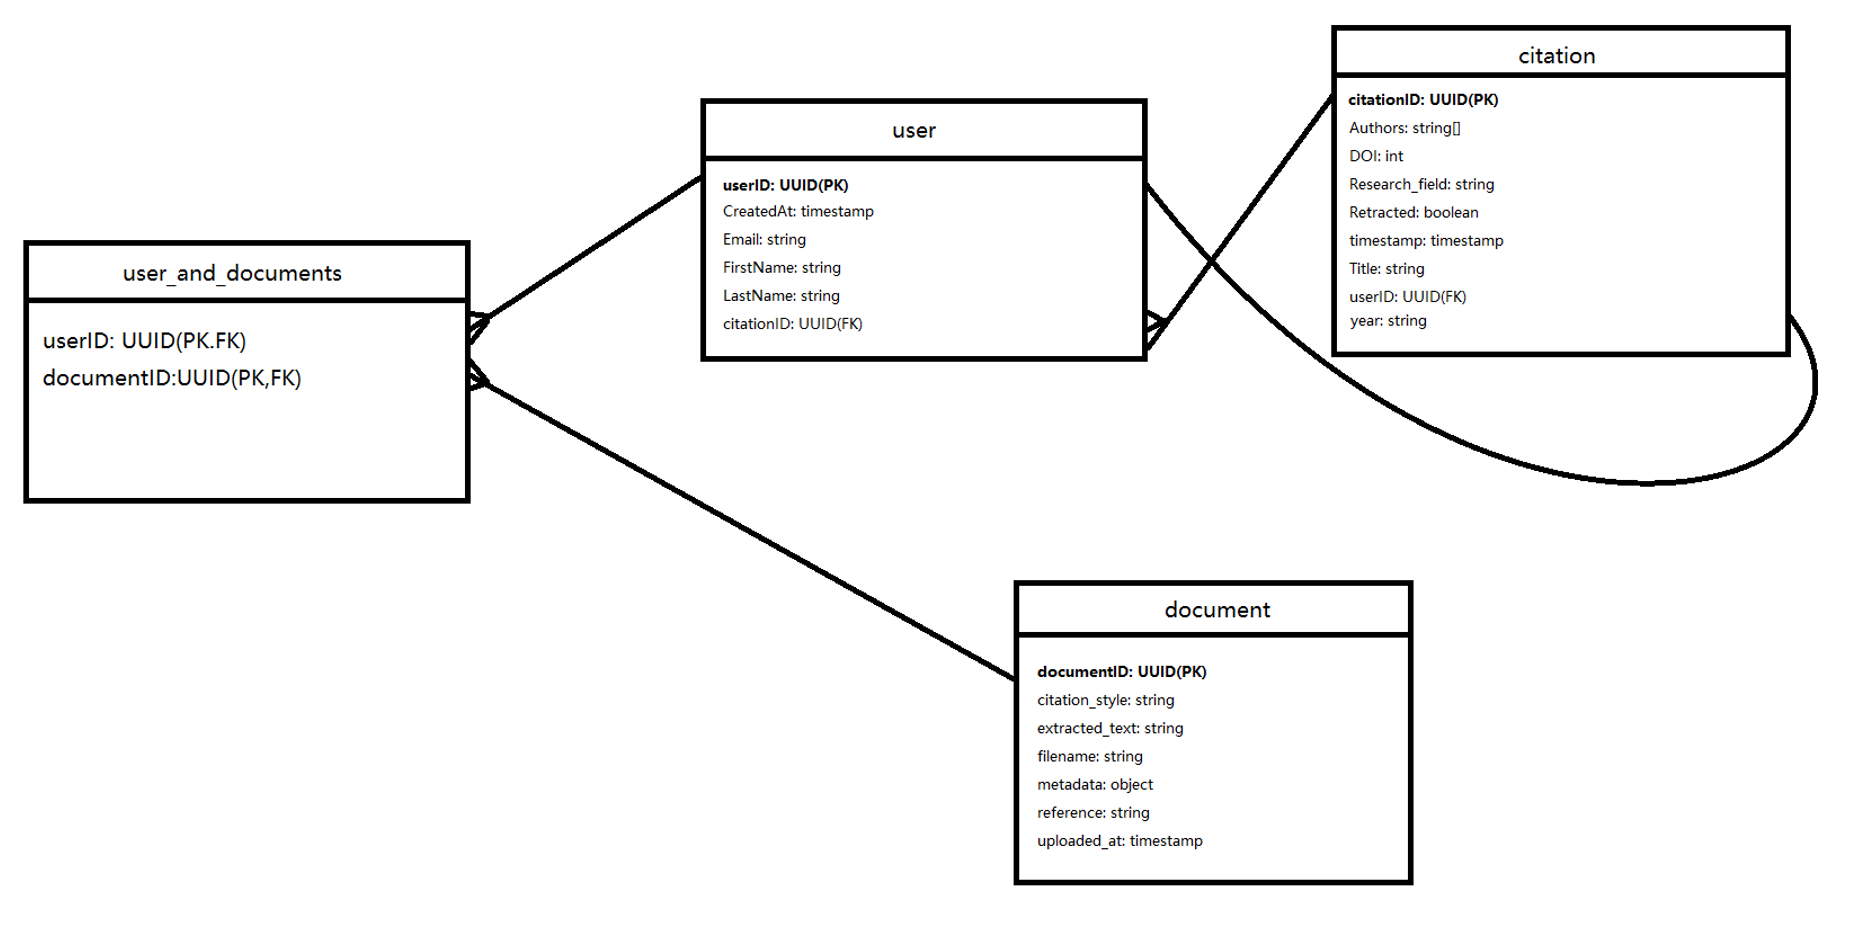 user_and_documents
userID: UUID(PK.FK)
documentID:UUID(PK,FK)
user
userID: UUID(PK)
CreatedAt: timestamp
Email: string
FirstName: string
LastName: string
citationID: UUID(FK)
citation
citationID: UUID(PK)
Authors: string[]
DOI: int
Research_field: string
Retracted: boolean
timestamp: timestamp
Title: string
userID: UUID(FK)
year: string
document
documentID: UUID(PK)
citation_style: string
extracted_text: string
filename: string
metadata: object
reference: string
uploaded_at: timestamp